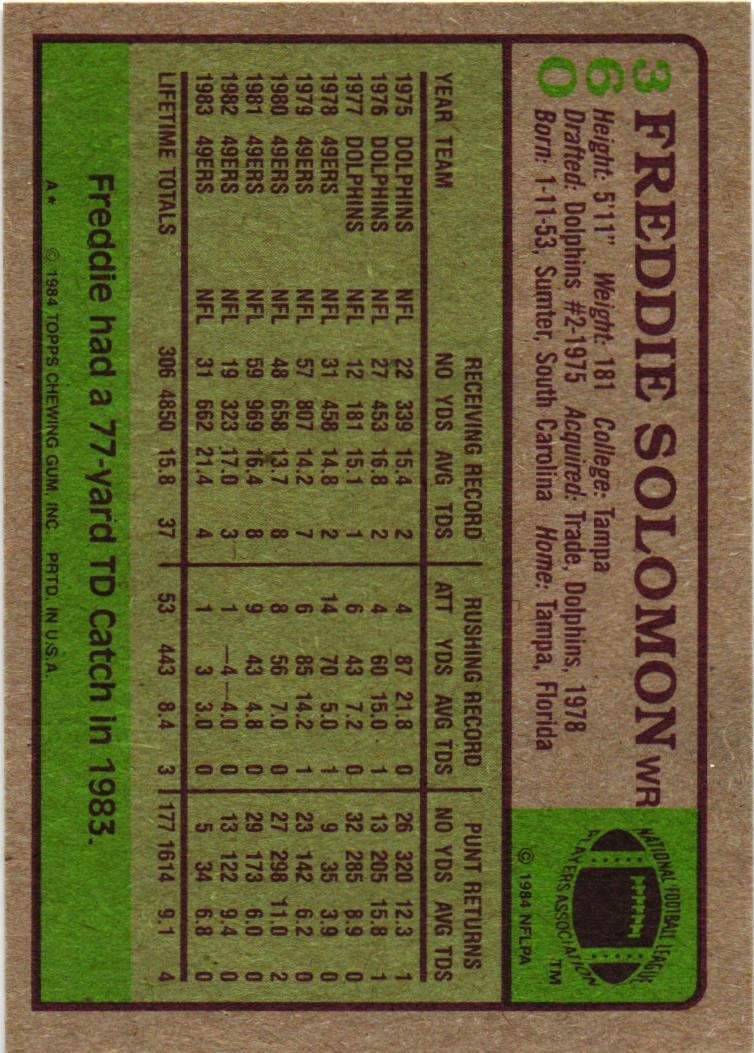 360
FREDDIE SOLOMON WR
Height: 5'11" Weight: 181 College: Tampa
Drafted: Dolphins #2-1975 Acquired: Trade, Dolphins, 1978
Born: 1-11-53, Sumter, South Carolina Home: Tampa, Florida
NATIONAL FOOTBALL LEAGUE
PLAYERS ASSOCIATION
TM
© 1984 NFLPA
RECEIVING RECORD RUSHING RECORD PUNT RETURNS
YEAR TEAM NO YDS AVG TDS ATT YDS AVG TDS NO YDS AVG TDS
1975 DOLPHINS NFL 22 339 15.4 2 4 87 21.8 0 26 320 12.3 1
1976 DOLPHINS NFL 27 453 16.8 2 4 60 15.0 1 13 205 15.8 1
1977 DOLPHINS NFL 12 181 15.1 1 6 43 7.2 0 32 285 8.9 0
1978 49ERS NFL 31 458 14.8 2 14 70 5.0 1 9 35 3.9 0
1979 49ERS NFL 57 807 14.2 7 6 85 14.2 1 23 142 6.2 0
1980 49ERS NFL 48 658 13.7 8 8 56 7.0 0 27 298 11.0 2
1981 49ERS NFL 59 969 16.4 8 9 43 4.8 0 29 173 6.0 0
1982 49ERS NFL 19 323 17.0 3 1 -4 -4.0 0 13 122 9.4 0
1983 49ERS NFL 31 662 21.4 4 1 3 3.0 0 5 34 6.8 0
LIFETIME TOTALS 306 4850 15.8 37 53 443 8.4 3 177 1614 9.1 4
Freddie had a 77-yard TD Catch in 1983.
A* © 1984 TOPPS CHEWING GUM, INC. PRTD. IN U.S.A.